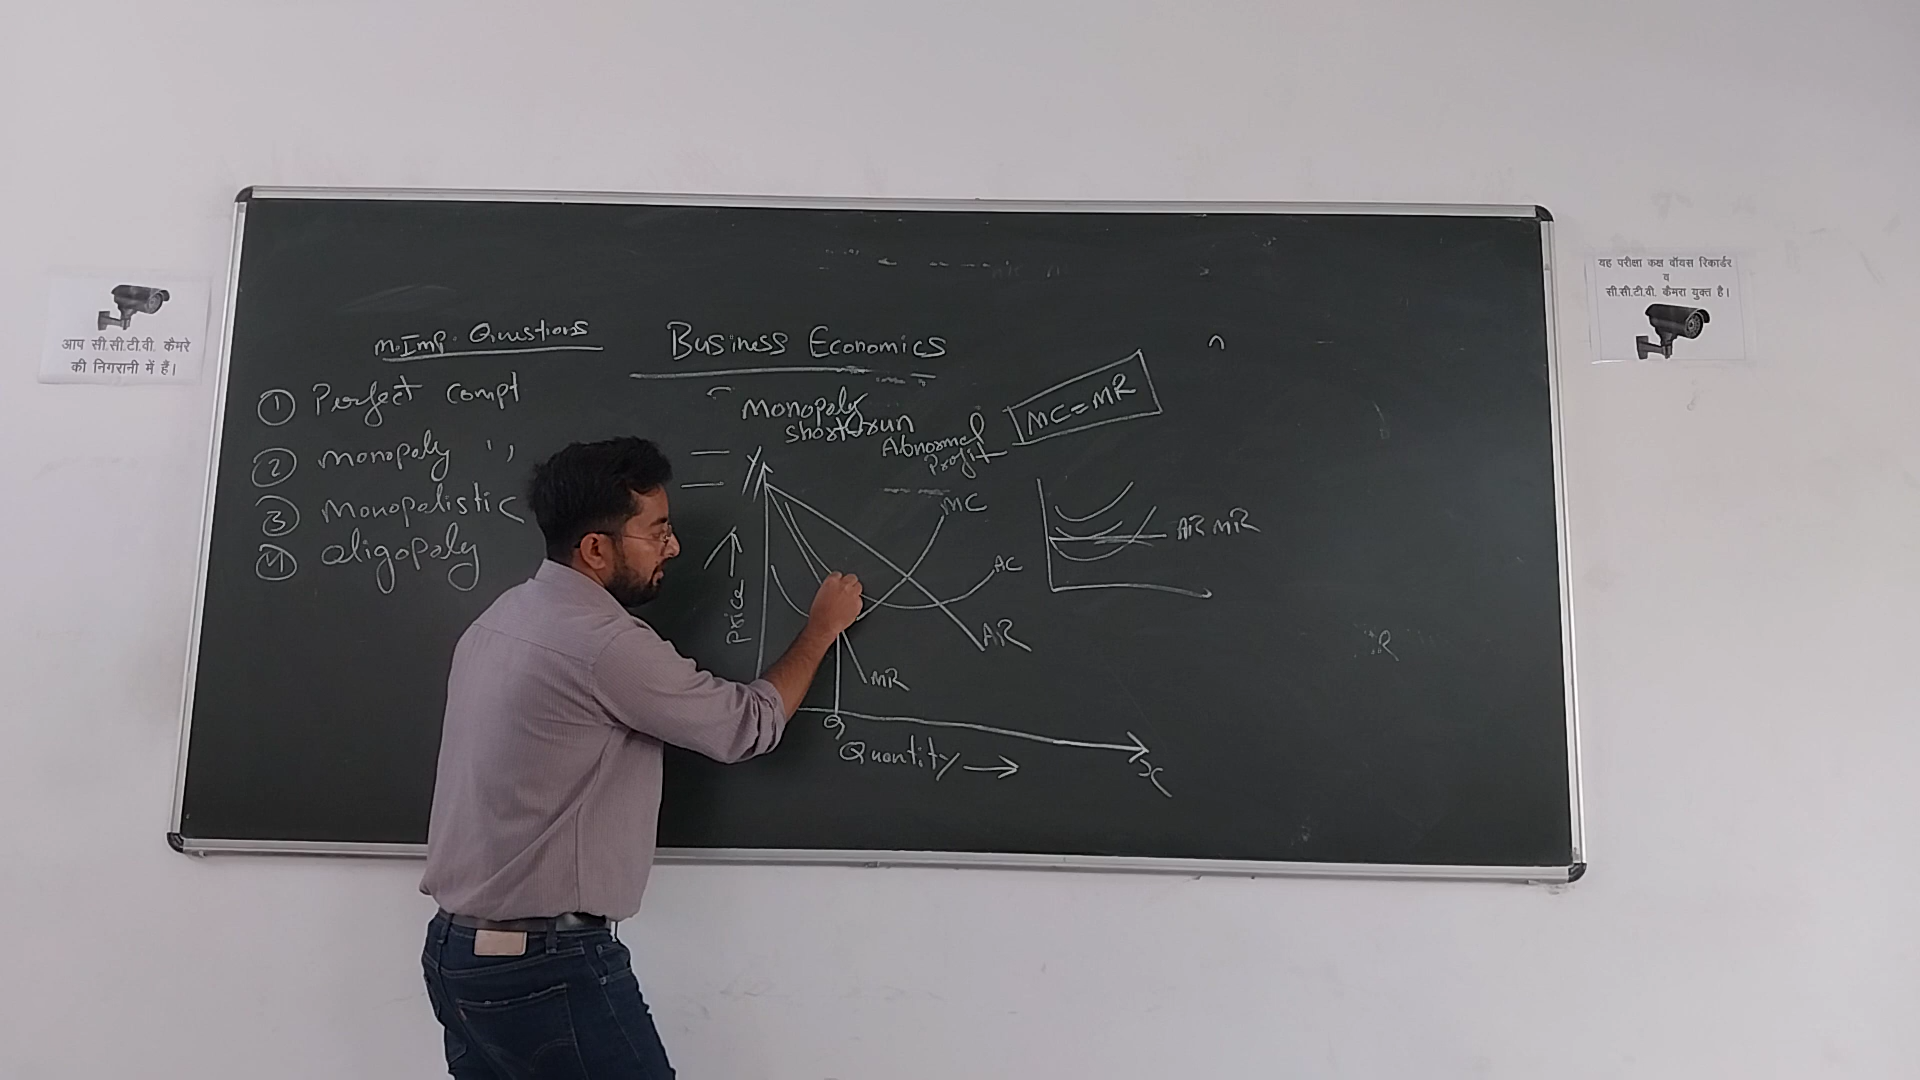 आप सी.सी.टी.वी. कैमरे
की निगरानी में हैं।
यह परीक्षा कक्ष वॉयस रिकार्डर
व
सी.सी.टी.वी. कैमरा युक्त है।
M.Imp. Questions
① Perfect Compt
② Monopoly ,,
③ Monopolistic
④ Oligopoly
Business Economics
Monopoly
short-run
Abnormal
Profit
MC=MR
Y
Price
MC
AC
AR
MR
Q
Quantity
x
AR MR
R